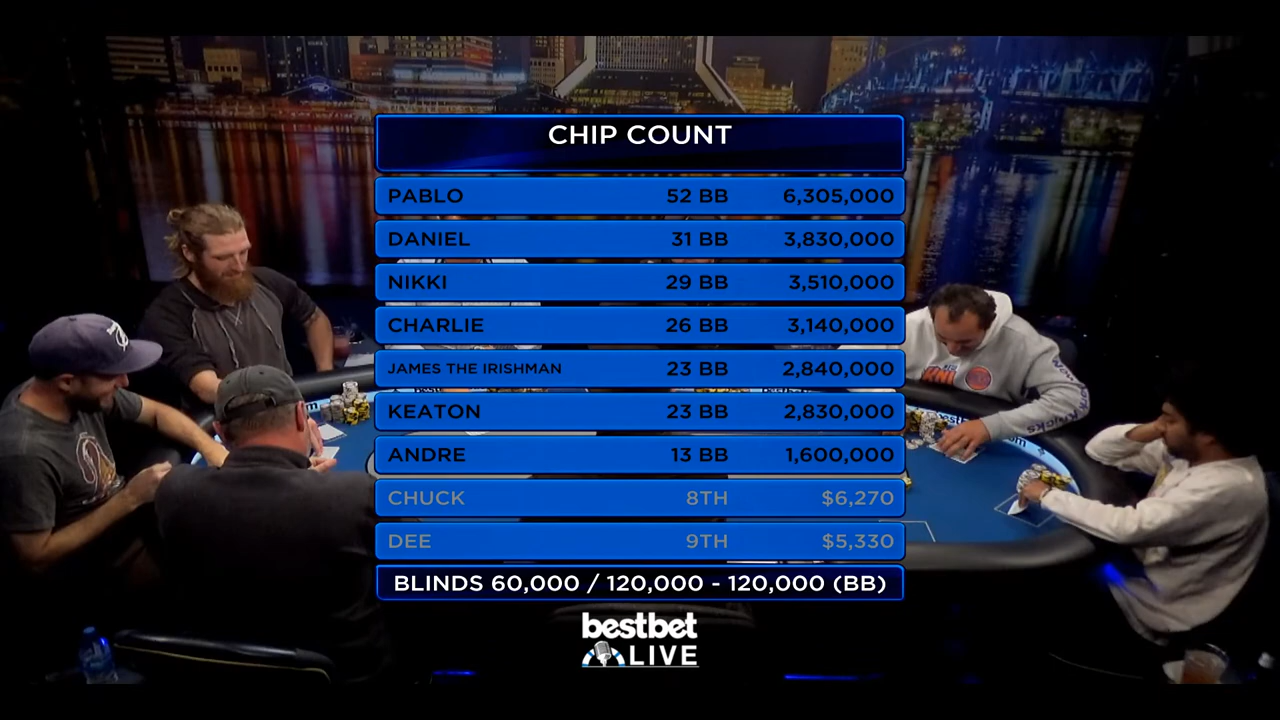 CHIP COUNT
PABLO 52 BB 6,305,000
DANIEL 31 BB 3,830,000
NIKKI 29 BB 3,510,000
CHARLIE 26 BB 3,140,000
JAMES THE IRISHMAN 23 BB 2,840,000
KEATON 23 BB 2,830,000
ANDRE 13 BB 1,600,000
CHUCK 8TH $6,270
DEE 9TH $5,330
BLINDS 60,000 / 120,000 - 120,000 (BB)
bestbet
LIVE